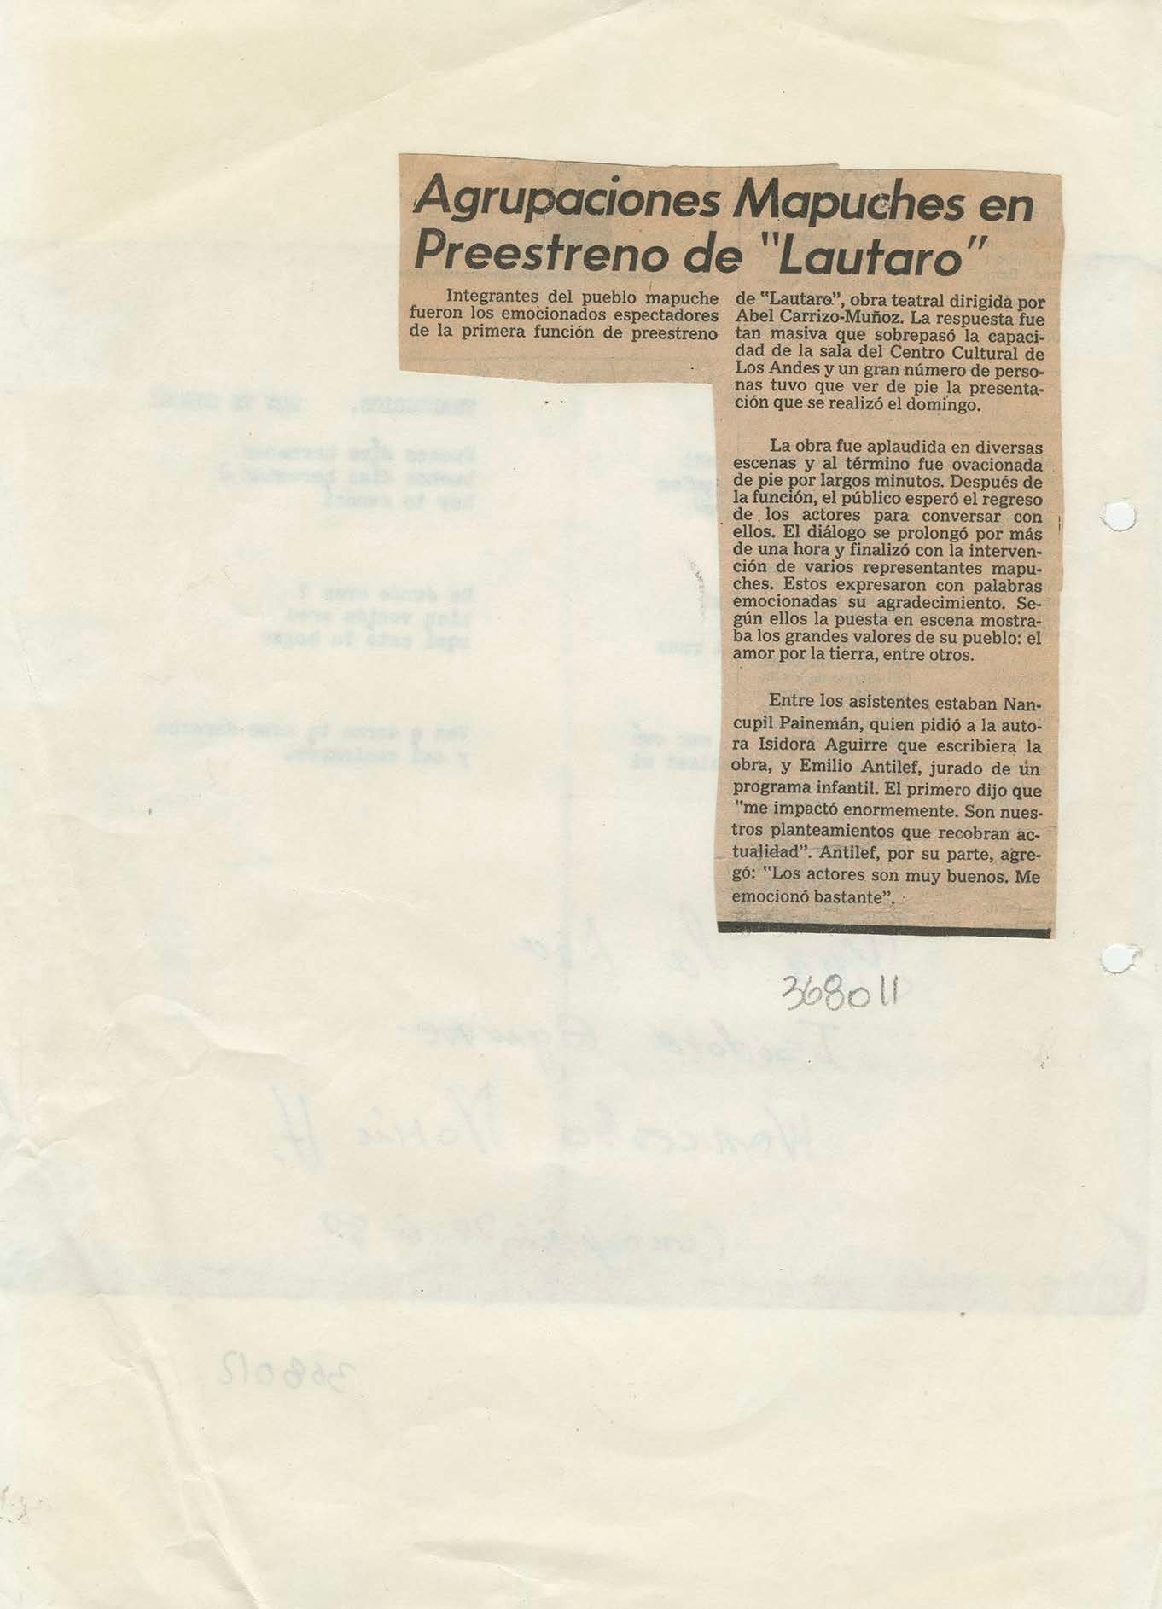 Agrupaciones Mapuches en
Preestreno de "Lautaro"
Integrantes del pueblo mapuche
fueron los emocionados espectadores
de la primera función de preestreno
de "Lautaro", obra teatral dirigida por
Abel Carrizo-Muñoz. La respuesta fue
tan masiva que sobrepasó la capaci-
dad de la sala del Centro Cultural de
Los Andes y un gran número de perso-
nas tuvo que ver de pie la presenta-
ción que se realizó el domingo.
La obra fue aplaudida en diversas
escenas y al término fue ovacionada
de pie por largos minutos. Después de
la función, el público esperó el regreso
de los actores para conversar con
ellos. El diálogo se prolongó por más
de una hora y finalizó con la interven-
ción de varios representantes mapu-
ches. Estos expresaron con palabras
emocionadas su agradecimiento. Se-
gún ellos la puesta en escena mostra-
ba los grandes valores de su pueblo: el
amor por la tierra, entre otros.
Entre los asistentes estaban Nan-
cupil Painemán, quien pidió a la auto-
ra Isidora Aguirre que escribiera la
obra, y Emilio Antilef, jurado de un
programa infantil. El primero dijo que
"me impactó enormemente. Son nues-
tros planteamientos que recobran ac-
tualidad". Antilef, por su parte, agre-
gó: "Los actores son muy buenos. Me
emocionó bastante".
368011
368012